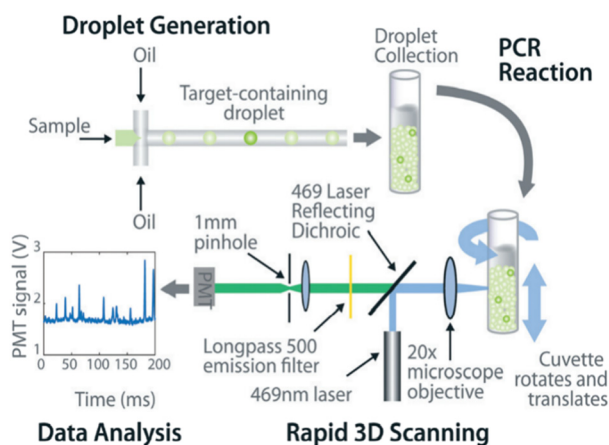 Droplet Generation
Oil
Sample
Target-containing
droplet
Oil
Droplet
Collection
PCR
Reaction
469 Laser
Reflecting
Dichroic
1mm
pinhole
PMT
PMT signal (V)
3
2
1
0
50
100
150
200
Time (ms)
Longpass 500
emission filter
469nm laser
20x
microscope
objective
Cuvette
rotates and
translates
Data Analysis
Rapid 3D Scanning